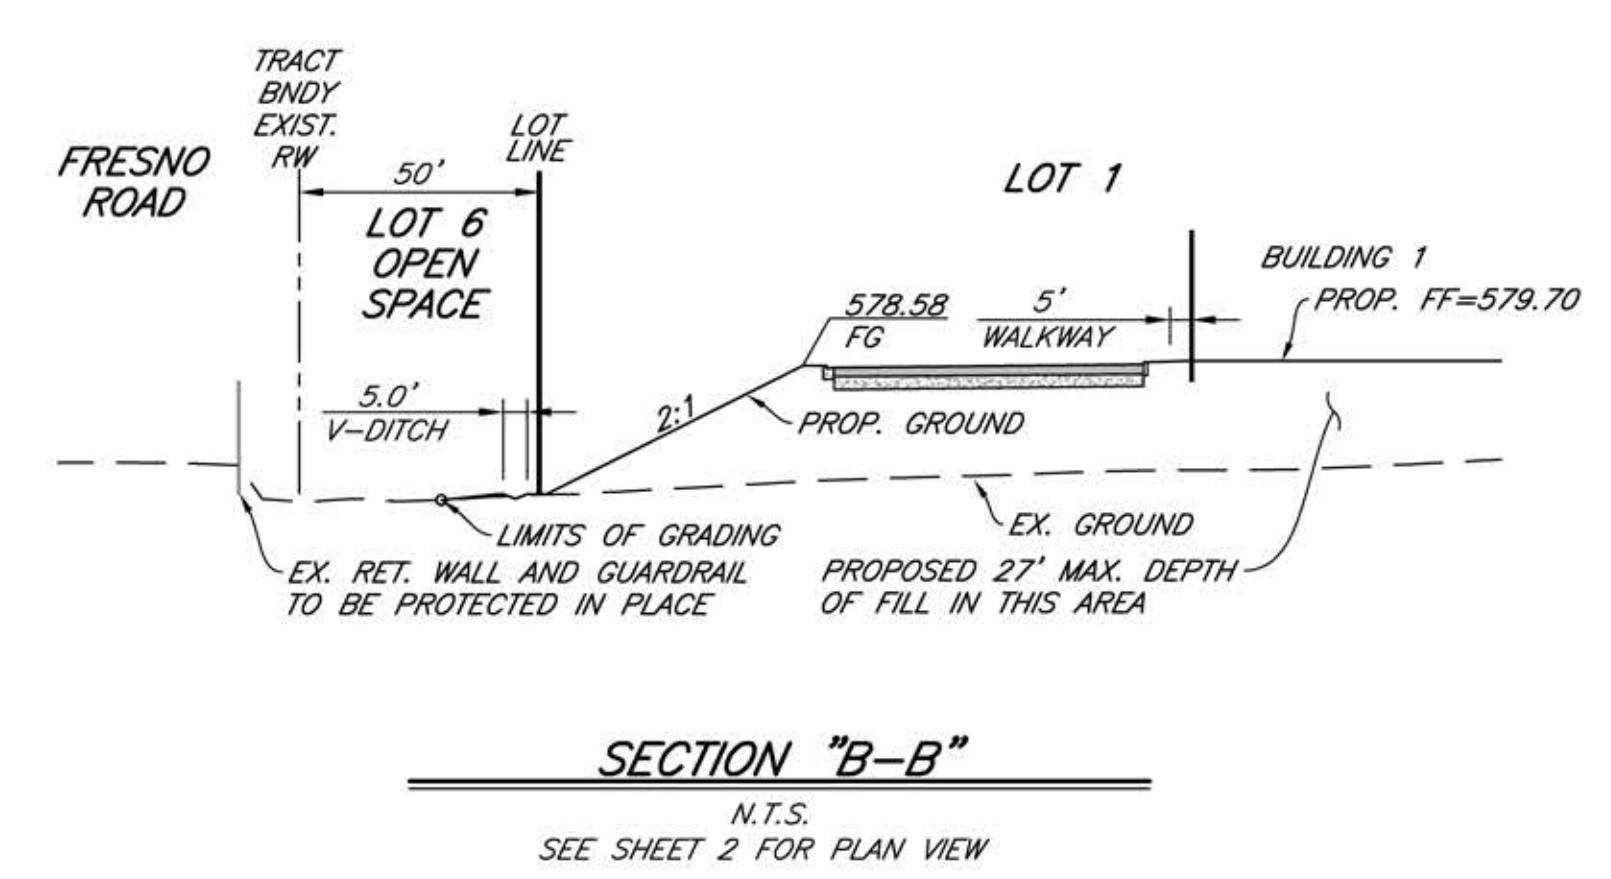 TRACT
BNDY
EXIST.
RW
FRESNO
ROAD
50'
LOT
LINE
LOT 6
OPEN
SPACE
LOT 1
BUILDING 1
PROP. FF=579.70
578.58
FG
5'
WALKWAY
5.0'
V-DITCH
2:1
PROP. GROUND
LIMITS OF GRADING
EX. GROUND
EX. RET. WALL AND GUARDRAIL
TO BE PROTECTED IN PLACE
PROPOSED 27' MAX. DEPTH
OF FILL IN THIS AREA
SECTION "B-B"
N.T.S.
SEE SHEET 2 FOR PLAN VIEW